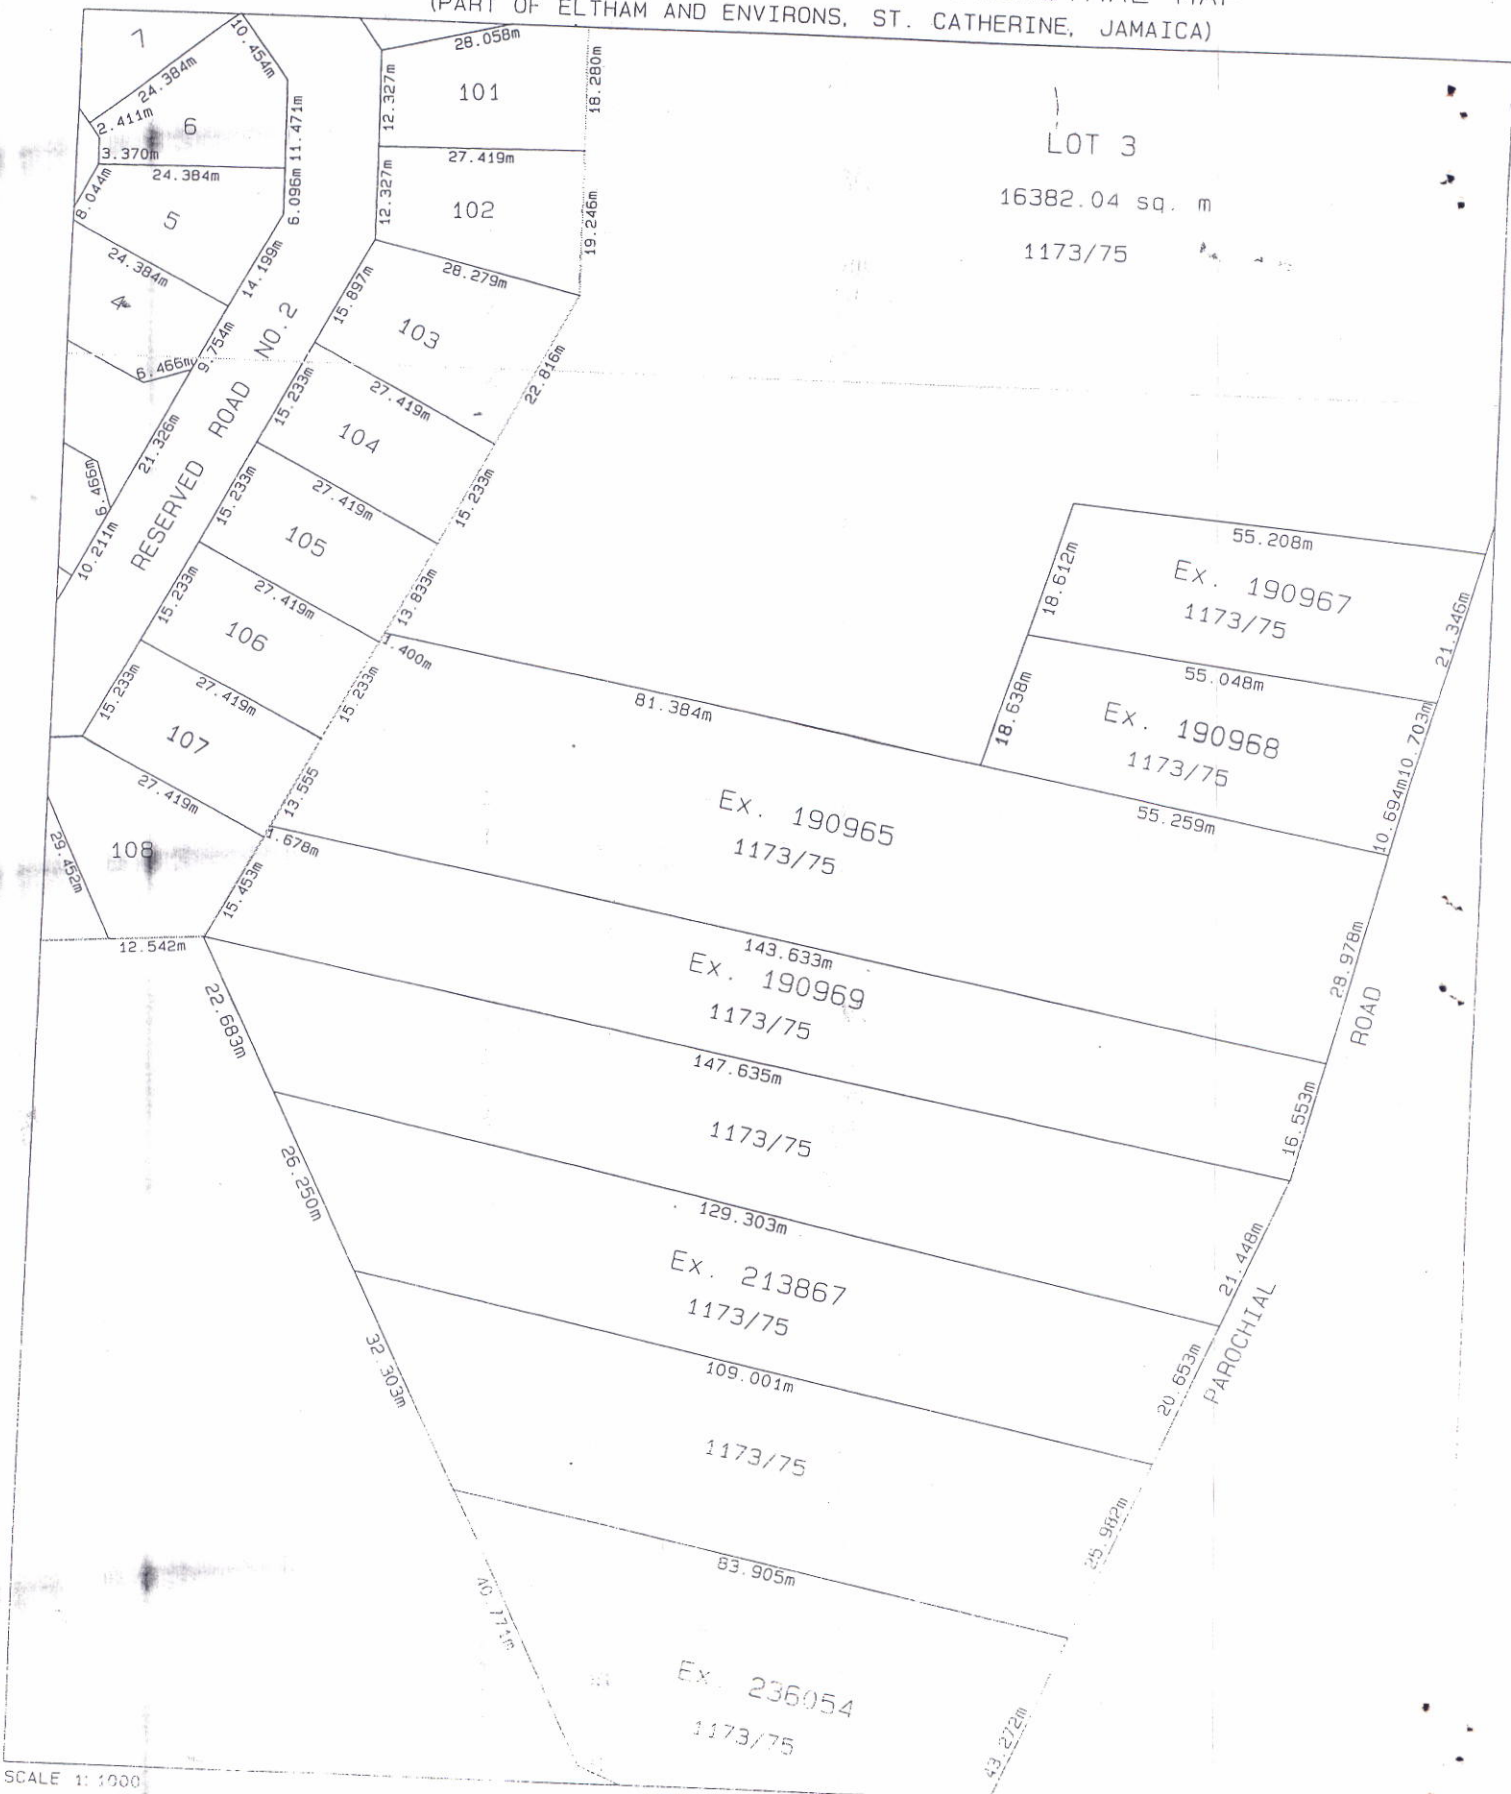 (PART OF ELTHAM AND ENVIRONS, ST. CATHERINE, JAMAICA)
7
10.454m
24.384m
2.411m
6
3.370m
11.471m
24.384m
6.096m
8.044m
5
24.384m
14.199m
4
9.754m
6.466m
21.326m
6.466m
10.211m
RESERVED ROAD NO.2
28.058m
12.327m
101
18.280m
27.419m
12.327m
102
19.246m
28.279m
15.897m
103
22.816m
27.419m
15.233m
104
15.233m
27.419m
15.233m
105
13.833m
27.419m
1.400m
15.233m
106
15.233m
27.419m
15.233m
107
13.555
27.419m
1.678m
108
29.452m
15.453m
12.542m
LOT 3
16382.04 sq. m
1173/75
55.208m
18.612m
Ex. 190967
1173/75
21.346m
55.048m
18.638m
Ex. 190968
1173/75
10.703m
10.694m
81.384m
55.259m
Ex. 190965
1173/75
28.978m
143.633m
Ex. 190969
1173/75
16.553m
147.635m
22.683m
1173/75
21.448m
129.303m
26.250m
Ex. 213867
1173/75
20.653m
109.001m
32.303m
1173/75
25.982m
83.905m
40.771m
Ex. 236054
1173/75
43.272m
PAROCHIAL ROAD
SCALE 1:1000